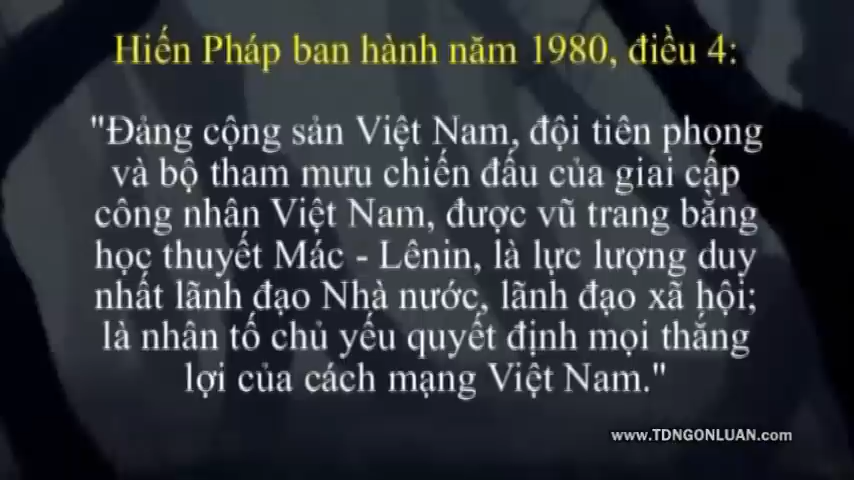 Hiến Pháp ban hành năm 1980, điều 4:
"Đảng cộng sản Việt Nam, đội tiên phong
và bộ tham mưu chiến đấu của giai cấp
công nhân Việt Nam, được vũ trang bằng
học thuyết Mác - Lênin, là lực lượng duy
nhất lãnh đạo Nhà nước, lãnh đạo xã hội;
là nhân tố chủ yếu quyết định mọi thắng
lợi của cách mạng Việt Nam."
www.TDNGONLUAN.com